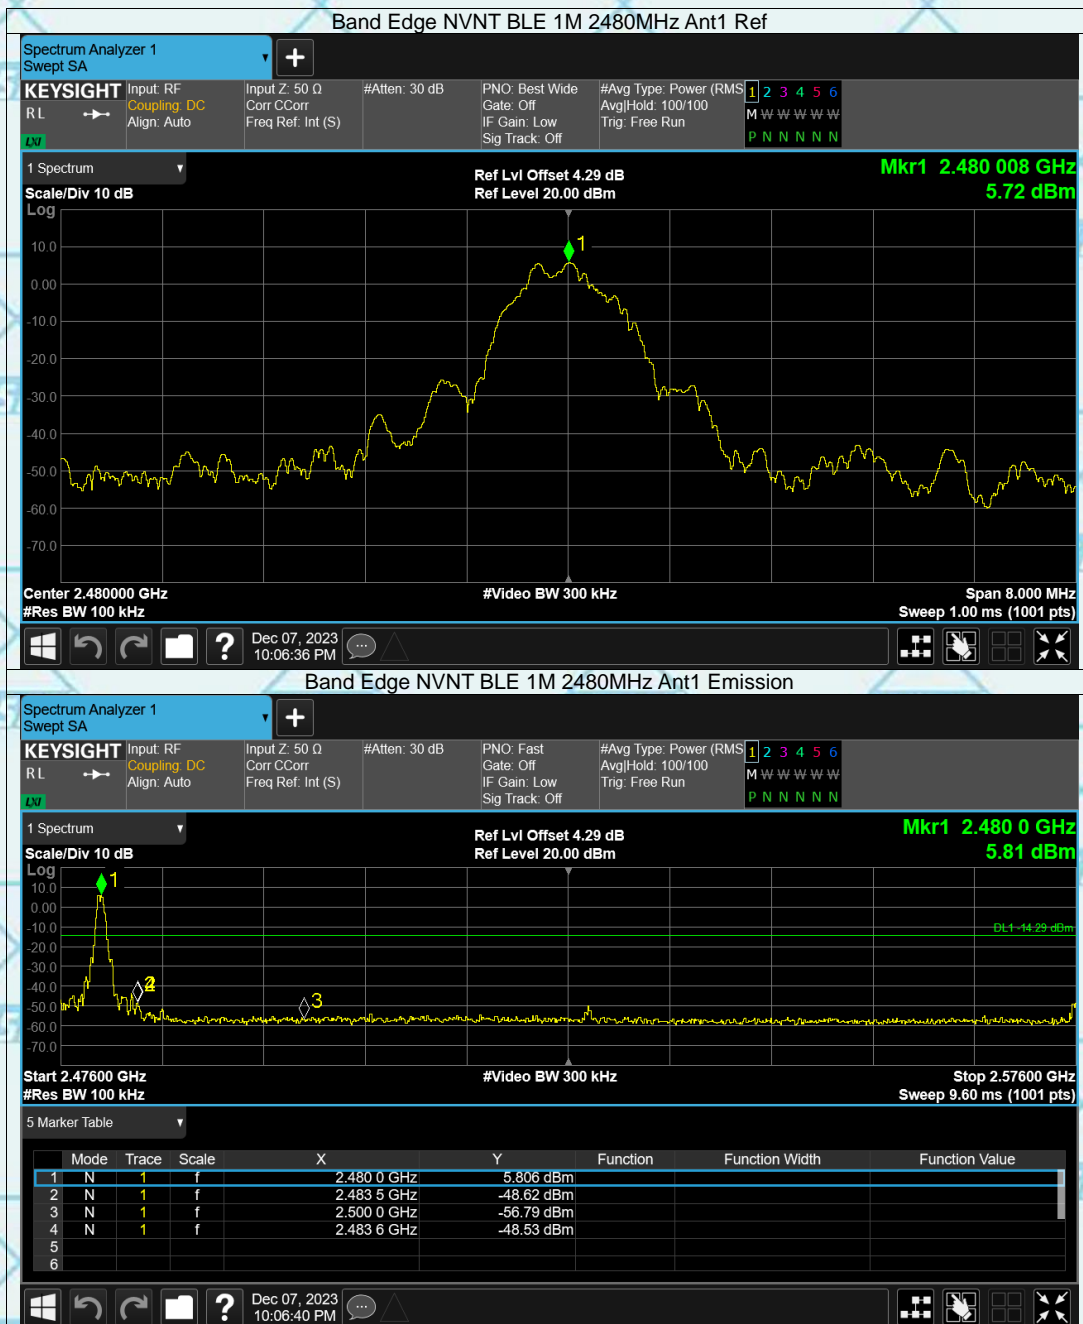 Band Edge NVNT BLE 1M 2480MHz Ant1 Ref
Spectrum Analyzer 1
Swept SA
+
KEYSIGHT
RL
LXI
Input: RF
Coupling: DC
Align: Auto
Input Z: 50 Ω
Corr CCorr
Freq Ref: Int (S)
#Atten: 30 dB
PNO: Best Wide
Gate: Off
IF Gain: Low
Sig Track: Off
#Avg Type: Power (RMS
Avg|Hold: 100/100
Trig: Free Run
1 2 3 4 5 6
M W W W W W
P N N N N N
1 Spectrum
Scale/Div 10 dB
Ref Lvl Offset 4.29 dB
Ref Level 20.00 dBm
Mkr1 2.480 008 GHz
5.72 dBm
Log
1
10.0
0.00
-10.0
-20.0
-30.0
-40.0
-50.0
-60.0
-70.0
Center 2.480000 GHz
#Video BW 300 kHz
Span 8.000 MHz
#Res BW 100 kHz
Sweep 1.00 ms (1001 pts)
?
Dec 07, 2023
10:06:36 PM
Band Edge NVNT BLE 1M 2480MHz Ant1 Emission
Spectrum Analyzer 1
Swept SA
+
KEYSIGHT
RL
LXI
Input: RF
Coupling: DC
Align: Auto
Input Z: 50 Ω
Corr CCorr
Freq Ref: Int (S)
#Atten: 30 dB
PNO: Fast
Gate: Off
IF Gain: Low
Sig Track: Off
#Avg Type: Power (RMS
Avg|Hold: 100/100
Trig: Free Run
1 2 3 4 5 6
M W W W W W
P N N N N N
1 Spectrum
Scale/Div 10 dB
Ref Lvl Offset 4.29 dB
Ref Level 20.00 dBm
Mkr1 2.480 0 GHz
5.81 dBm
Log
1
10.0
0.00
-10.0
DL1 -14.29 dBm
-20.0
-30.0
-40.0
2
3
-50.0
-60.0
-70.0
Start 2.47600 GHz
#Video BW 300 kHz
Stop 2.57600 GHz
#Res BW 100 kHz
Sweep 9.60 ms (1001 pts)
5 Marker Table
Mode Trace Scale X Y Function Function Width Function Value
1 N 1 f 2.480 0 GHz 5.806 dBm
2 N 1 f 2.483 5 GHz -48.62 dBm
3 N 1 f 2.500 0 GHz -56.79 dBm
4 N 1 f 2.483 6 GHz -48.53 dBm
5
6
?
Dec 07, 2023
10:06:40 PM